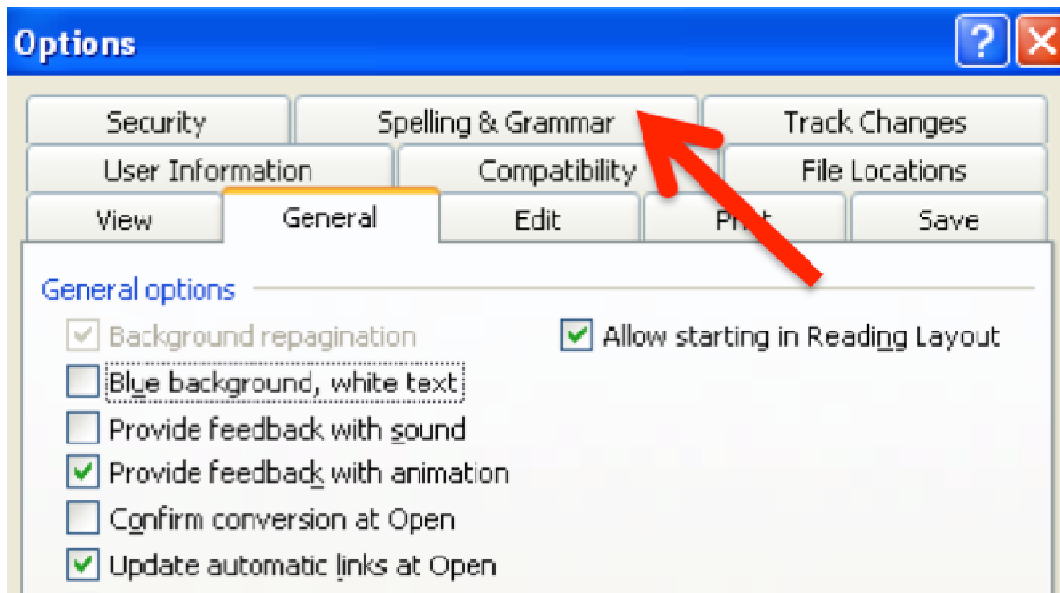 Options
Security Spelling & Grammar Track Changes
User Information Compatibility File Locations
View General Edit Print Save
General options
Background repagination Allow starting in Reading Layout
Blue background, white text
Provide feedback with sound
Provide feedback with animation
Confirm conversion at Open
Update automatic links at Open